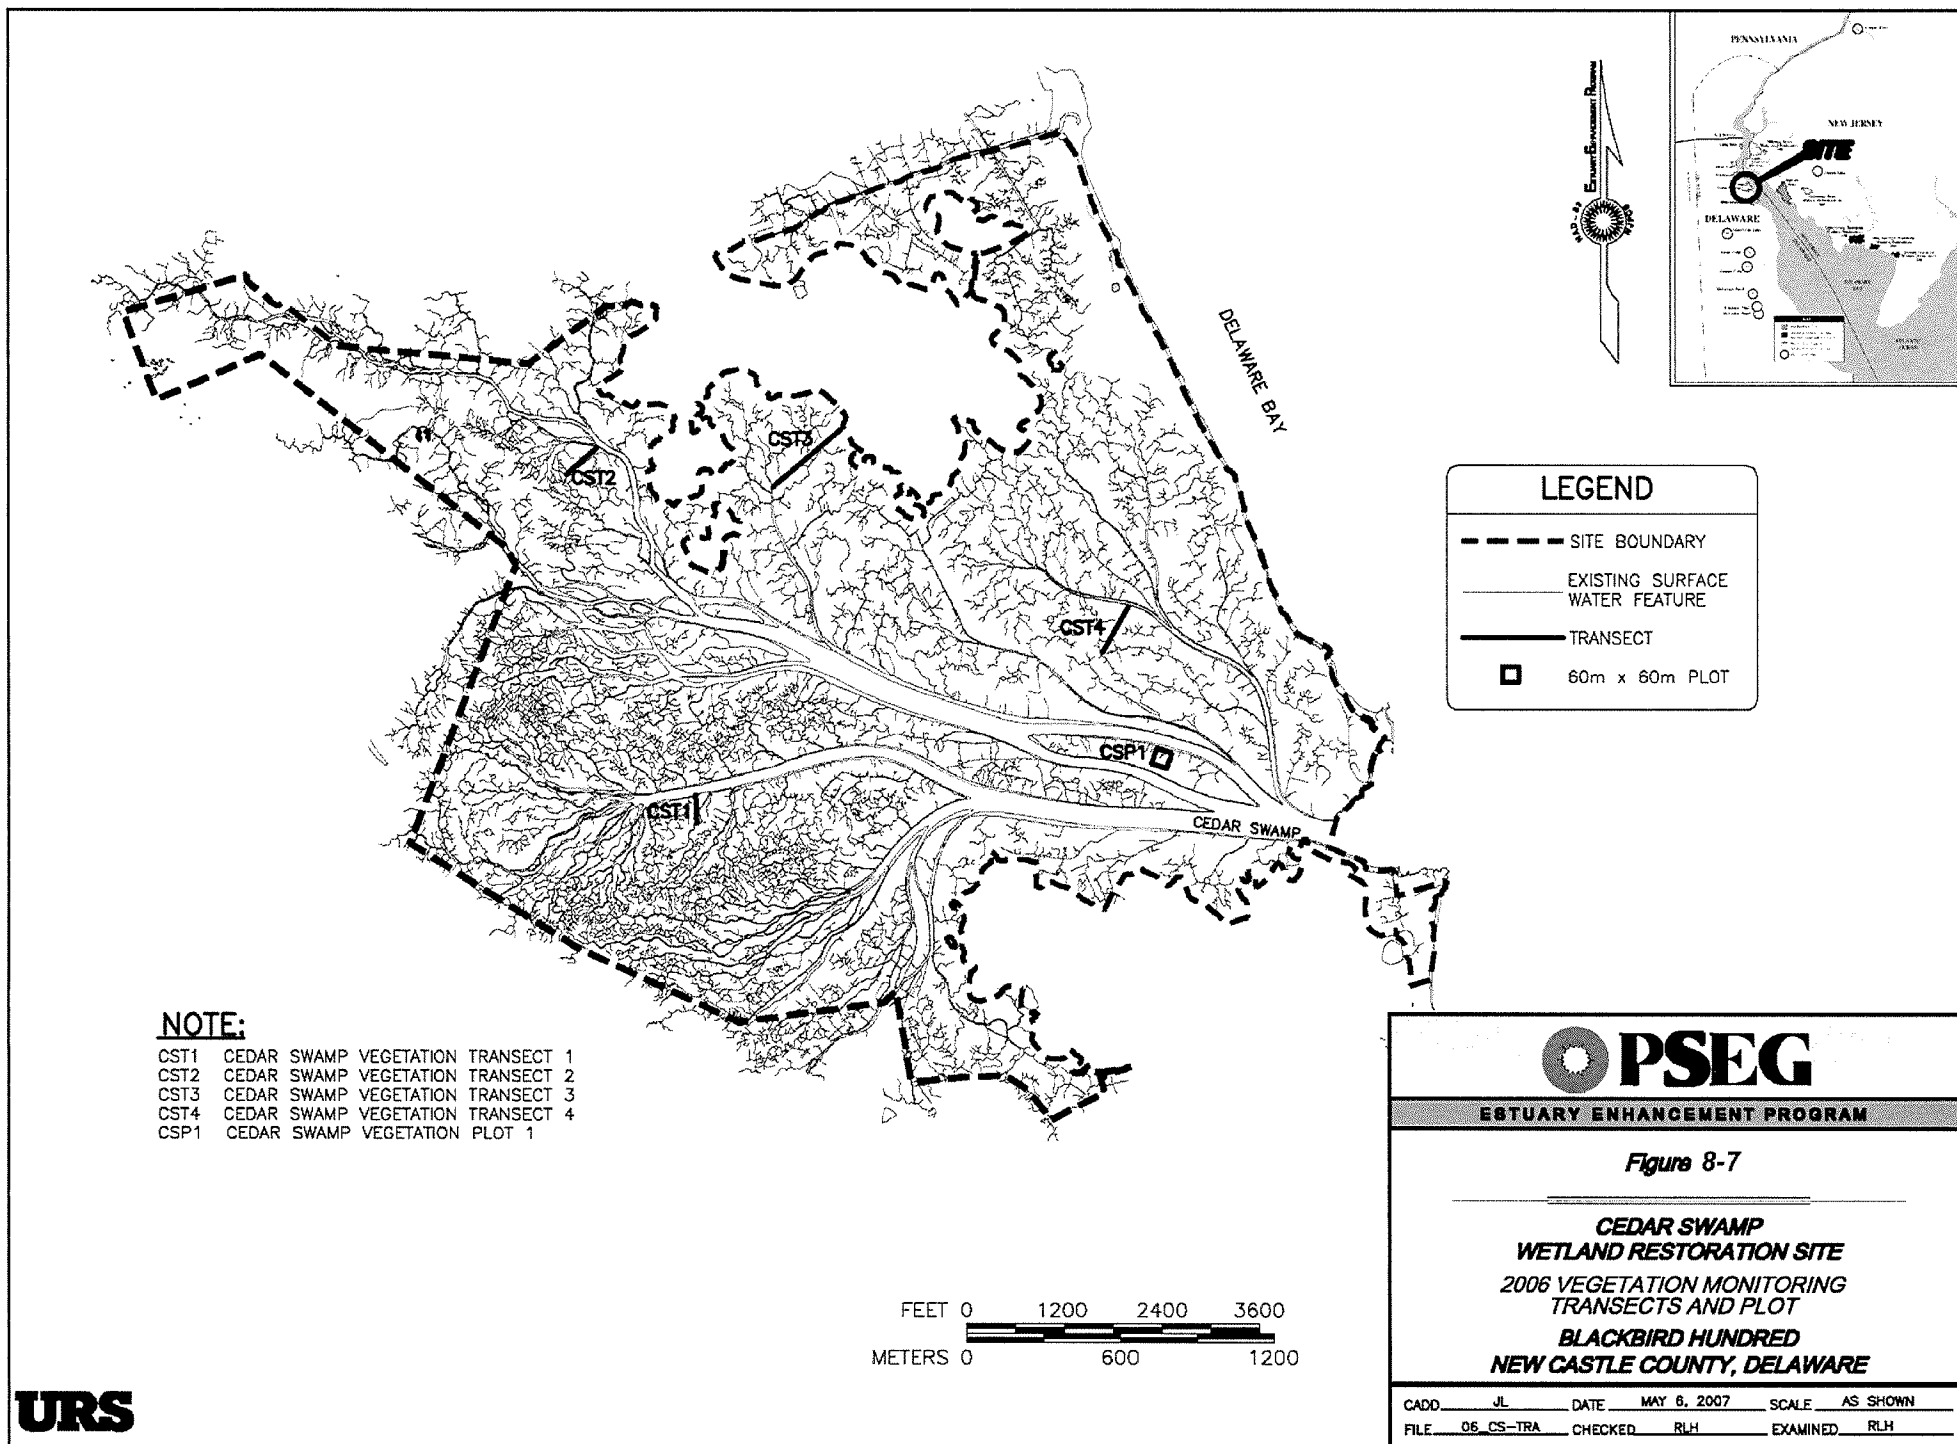 PENNSYLVANIA
NEW JERSEY
SITE
DELAWARE
ESTUARY ENHANCEMENT PROGRAM
NAD-83
DELAWARE BAY
CST3
CST2
CST4
CSP1
CST1
CEDAR SWAMP
LEGEND
SITE BOUNDARY
EXISTING SURFACE
WATER FEATURE
TRANSECT
60m x 60m PLOT
NOTE:
CST1 CEDAR SWAMP VEGETATION TRANSECT 1
CST2 CEDAR SWAMP VEGETATION TRANSECT 2
CST3 CEDAR SWAMP VEGETATION TRANSECT 3
CST4 CEDAR SWAMP VEGETATION TRANSECT 4
CSP1 CEDAR SWAMP VEGETATION PLOT 1
FEET 0 1200 2400 3600
METERS 0 600 1200
URS
PSEG
ESTUARY ENHANCEMENT PROGRAM
Figure 8-7
CEDAR SWAMP
WETLAND RESTORATION SITE
2006 VEGETATION MONITORING
TRANSECTS AND PLOT
BLACKBIRD HUNDRED
NEW CASTLE COUNTY, DELAWARE
CADD JL DATE MAY 6, 2007 SCALE AS SHOWN
FILE 06_CS-TRA CHECKED RLH EXAMINED RLH